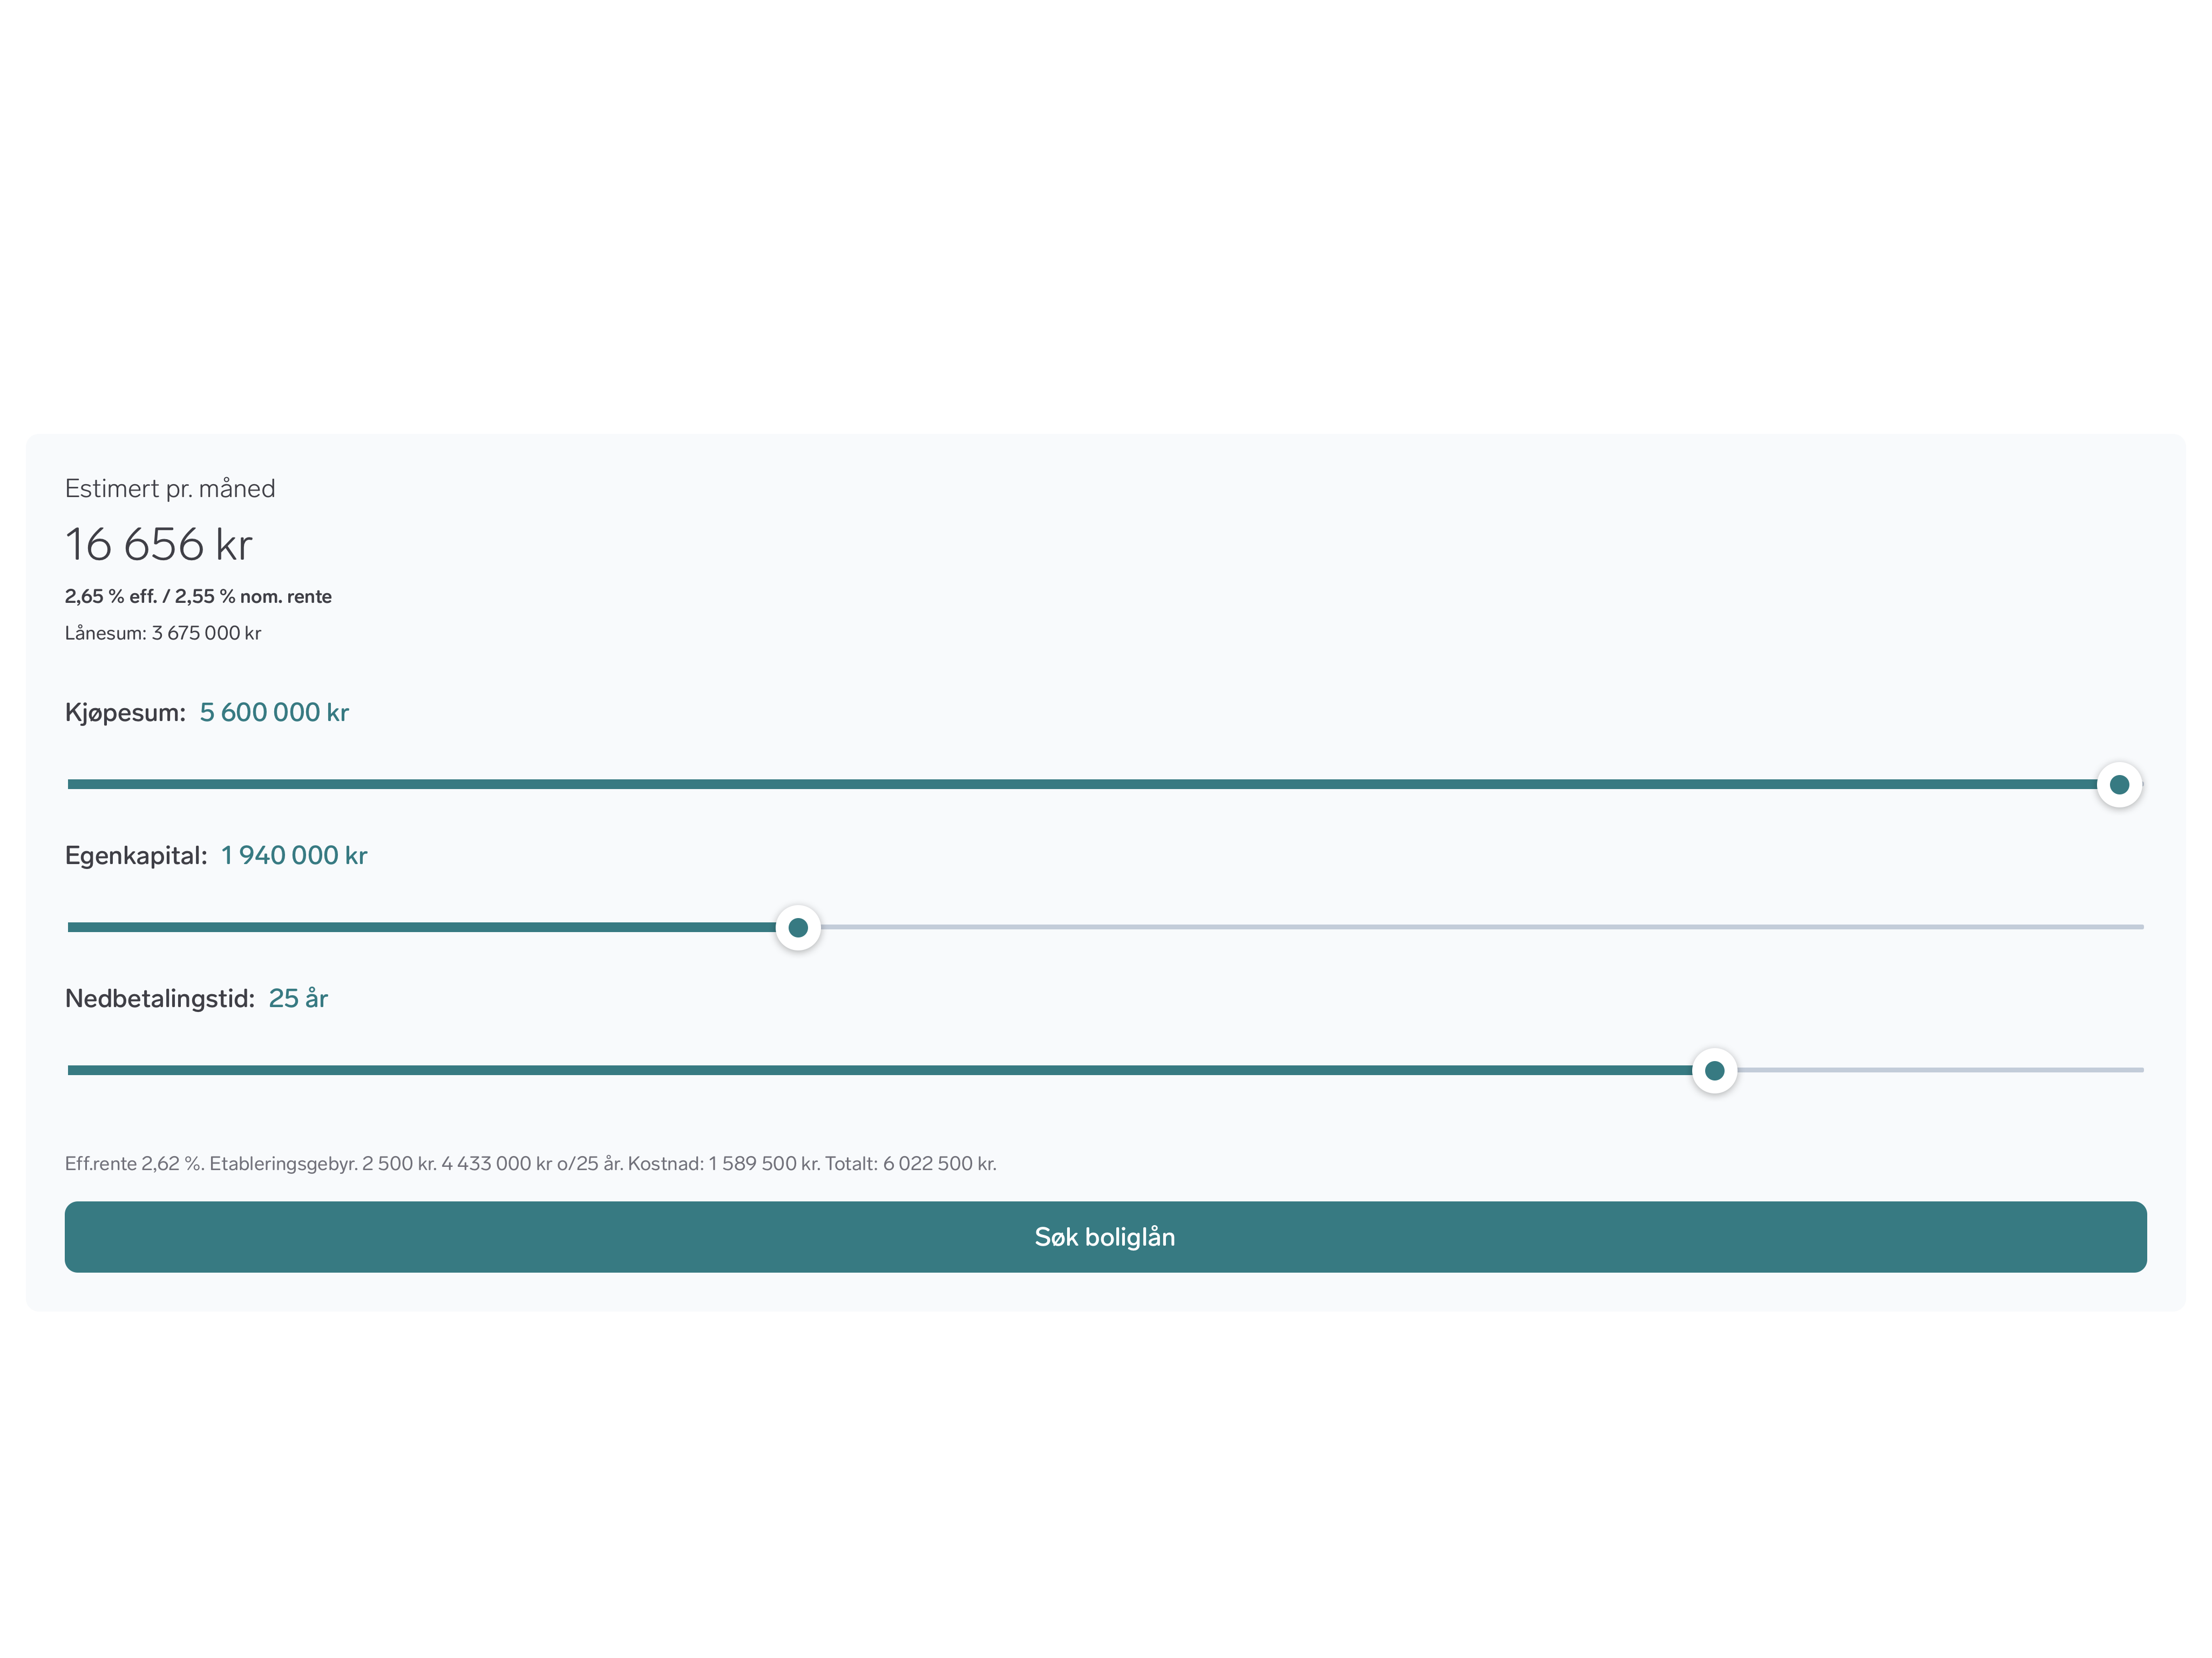 Estimert pr. måned
16 656 kr
2,65 % eff. / 2,55 % nom. rente
Lånesum: 3 675 000 kr
Kjøpesum: 5 600 000 kr
Egenkapital: 1 940 000 kr
Nedbetalingstid: 25 år
Eff.rente 2,62 %. Etableringsgebyr. 2 500 kr. 4 433 000 kr o/25 år. Kostnad: 1 589 500 kr. Totalt: 6 022 500 kr.
Søk boliglån